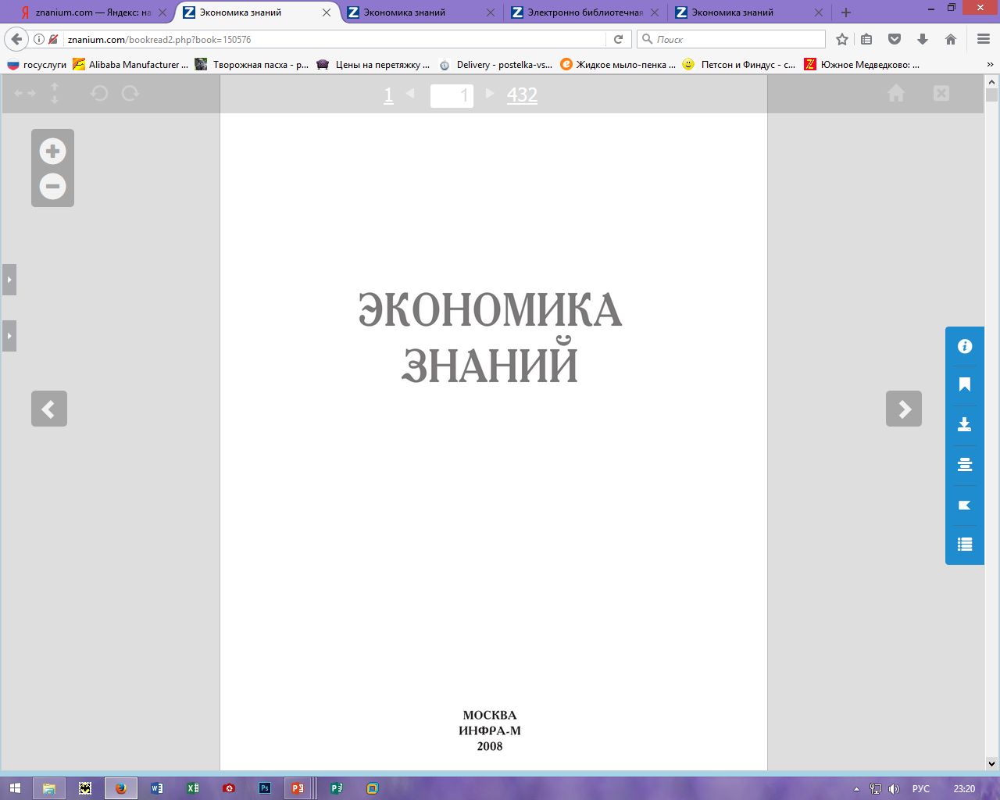 znanium.com — Яндекс: на
Экономика знаний
Экономика знаний
Электронно библиотечная
Экономика знаний
znanium.com/bookread2.php?book=150576
Поиск
госуслуги
Alibaba Manufacturer ...
Творожная пасха - р...
Цены на перетяжку ...
Delivery - postelka-vs...
Жидкое мыло-пенка ...
Петсон и Финдус - с...
Южное Медведково: ...
1
1
432
ЭКОНОМИКА
ЗНАНИЙ
МОСКВА
ИНФРА-М
2008
РУС
23:20